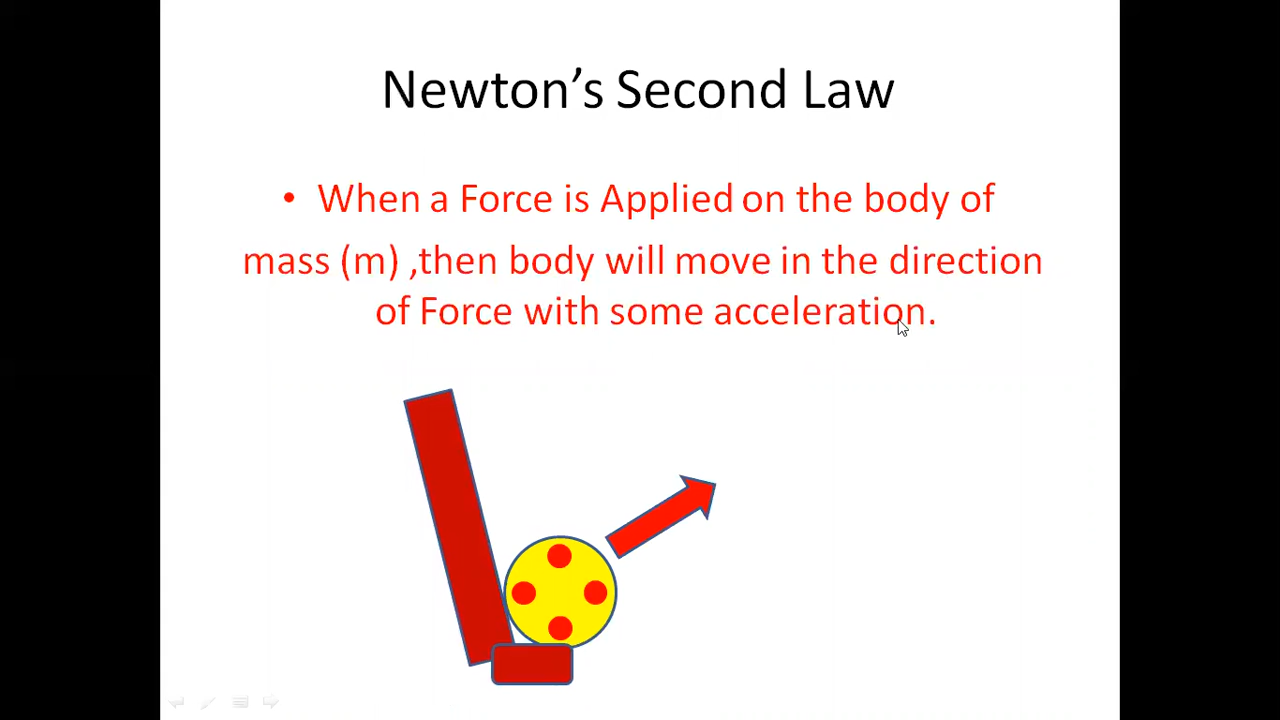 Newton’s Second Law
• When a Force is Applied on the body of
mass (m) ,then body will move in the direction
of Force with some acceleration.